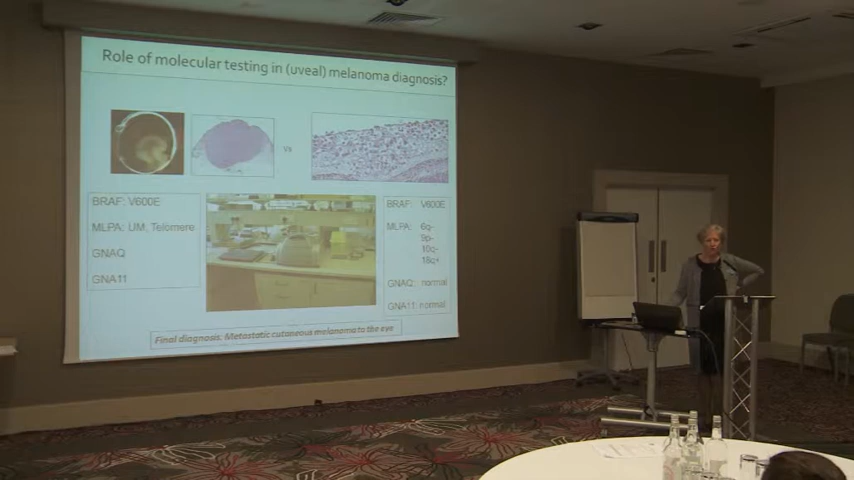 Role of molecular testing in (uveal) melanoma diagnosis?
Vs
BRAF: V600E
MLPA: UM, Telomere
GNAQ
GNA11
BRAF: V600E
MLPA: 6q-
9p-
10q-
18q+
GNAQ: normal
GNA11: normal
Final diagnosis: Metastatic cutaneous melanoma to the eye